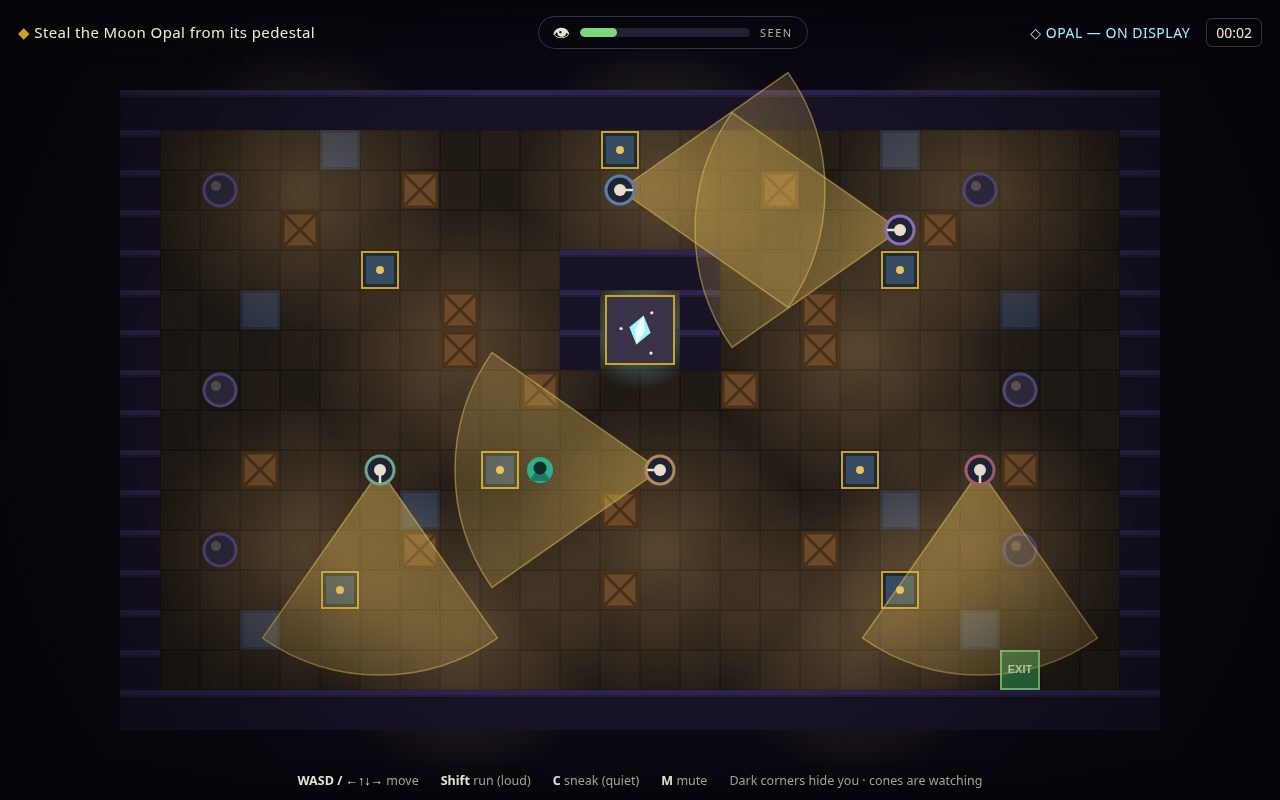 ◆ Steal the Moon Opal from its pedestal
SEEN
◇ OPAL — ON DISPLAY
00:02
EXIT
WASD / ←↑↓→ move Shift run (loud) C sneak (quiet) M mute Dark corners hide you · cones are watching